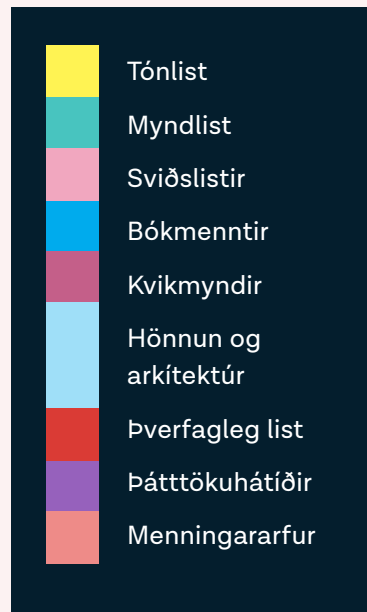 Tónlist
Myndlist
Sviðslistir
Bókmenntir
Kvikmyndir
Hönnun og
arkítektúr
Þverfagleg list
Þátttökuhátíðir
Menningararfur